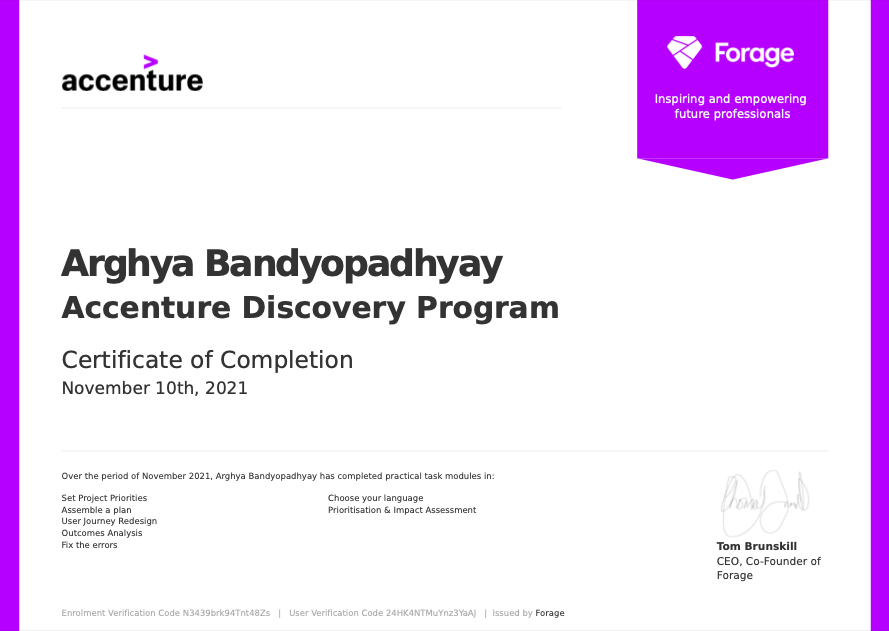 accenture
Forage
Inspiring and empowering
future professionals
Arghya Bandyopadhyay
Accenture Discovery Program
Certificate of Completion
November 10th, 2021
Over the period of November 2021, Arghya Bandyopadhyay has completed practical task modules in:
Set Project Priorities
Assemble a plan
User Journey Redesign
Outcomes Analysis
Fix the errors
Choose your language
Prioritisation & Impact Assessment
Tom Brunskill
CEO, Co-Founder of
Forage
Enrolment Verification Code N3439brk94Tnt48Zs | User Verification Code 24HK4NTMuYnz3YaAJ | Issued by Forage